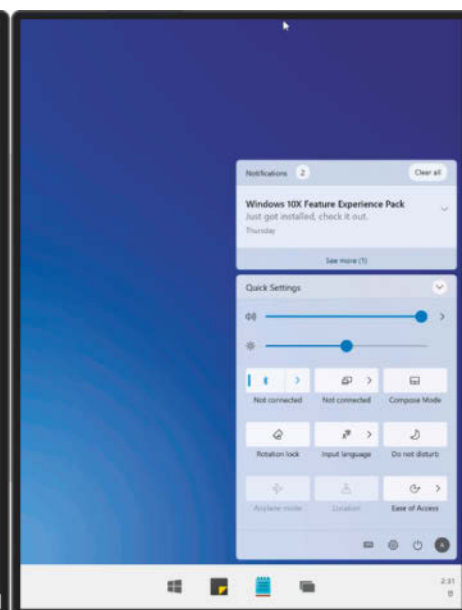 Notifications 2 Clear all
Windows 10X Feature Experience Pack
Just got installed, check it out.
Thursday
See more (1)
Quick Settings
Not connected Not connected Compose Mode
Rotation lock Input language Do not disturb
Airplane mode Location Ease of Access
2:31